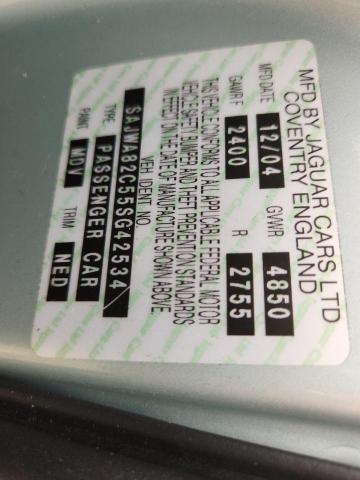 MFD BY JAGUAR CARS LTD
COVENTRY ENGLAND
MFD DATE 12/04 GVWR 4850
GAWR F 2400 R 2755
THIS VEHICLE CONFORMS TO ALL APPLICABLE FEDERAL MOTOR
VEHICLE SAFETY, BUMPER AND THEFT PREVENTION STANDARDS
IN EFFECT ON THE DATE OF MANUFACTURE SHOWN ABOVE.
VEH IDENT NO.
SAJWA82C55SG42534
TYPE PASSENGER CAR
PAINT MDV TRIM NED